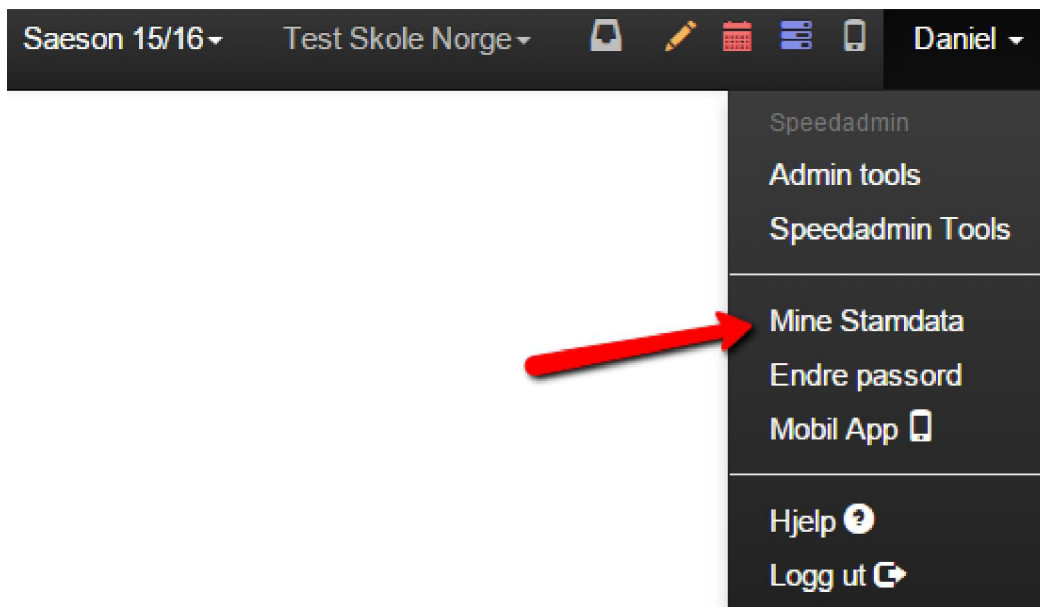 Saeson 15/16 Test Skole Norge Daniel
Speedadmin
Admin tools
Speedadmin Tools
Mine Stamdata
Endre passord
Mobil App
Hjelp
Logg ut